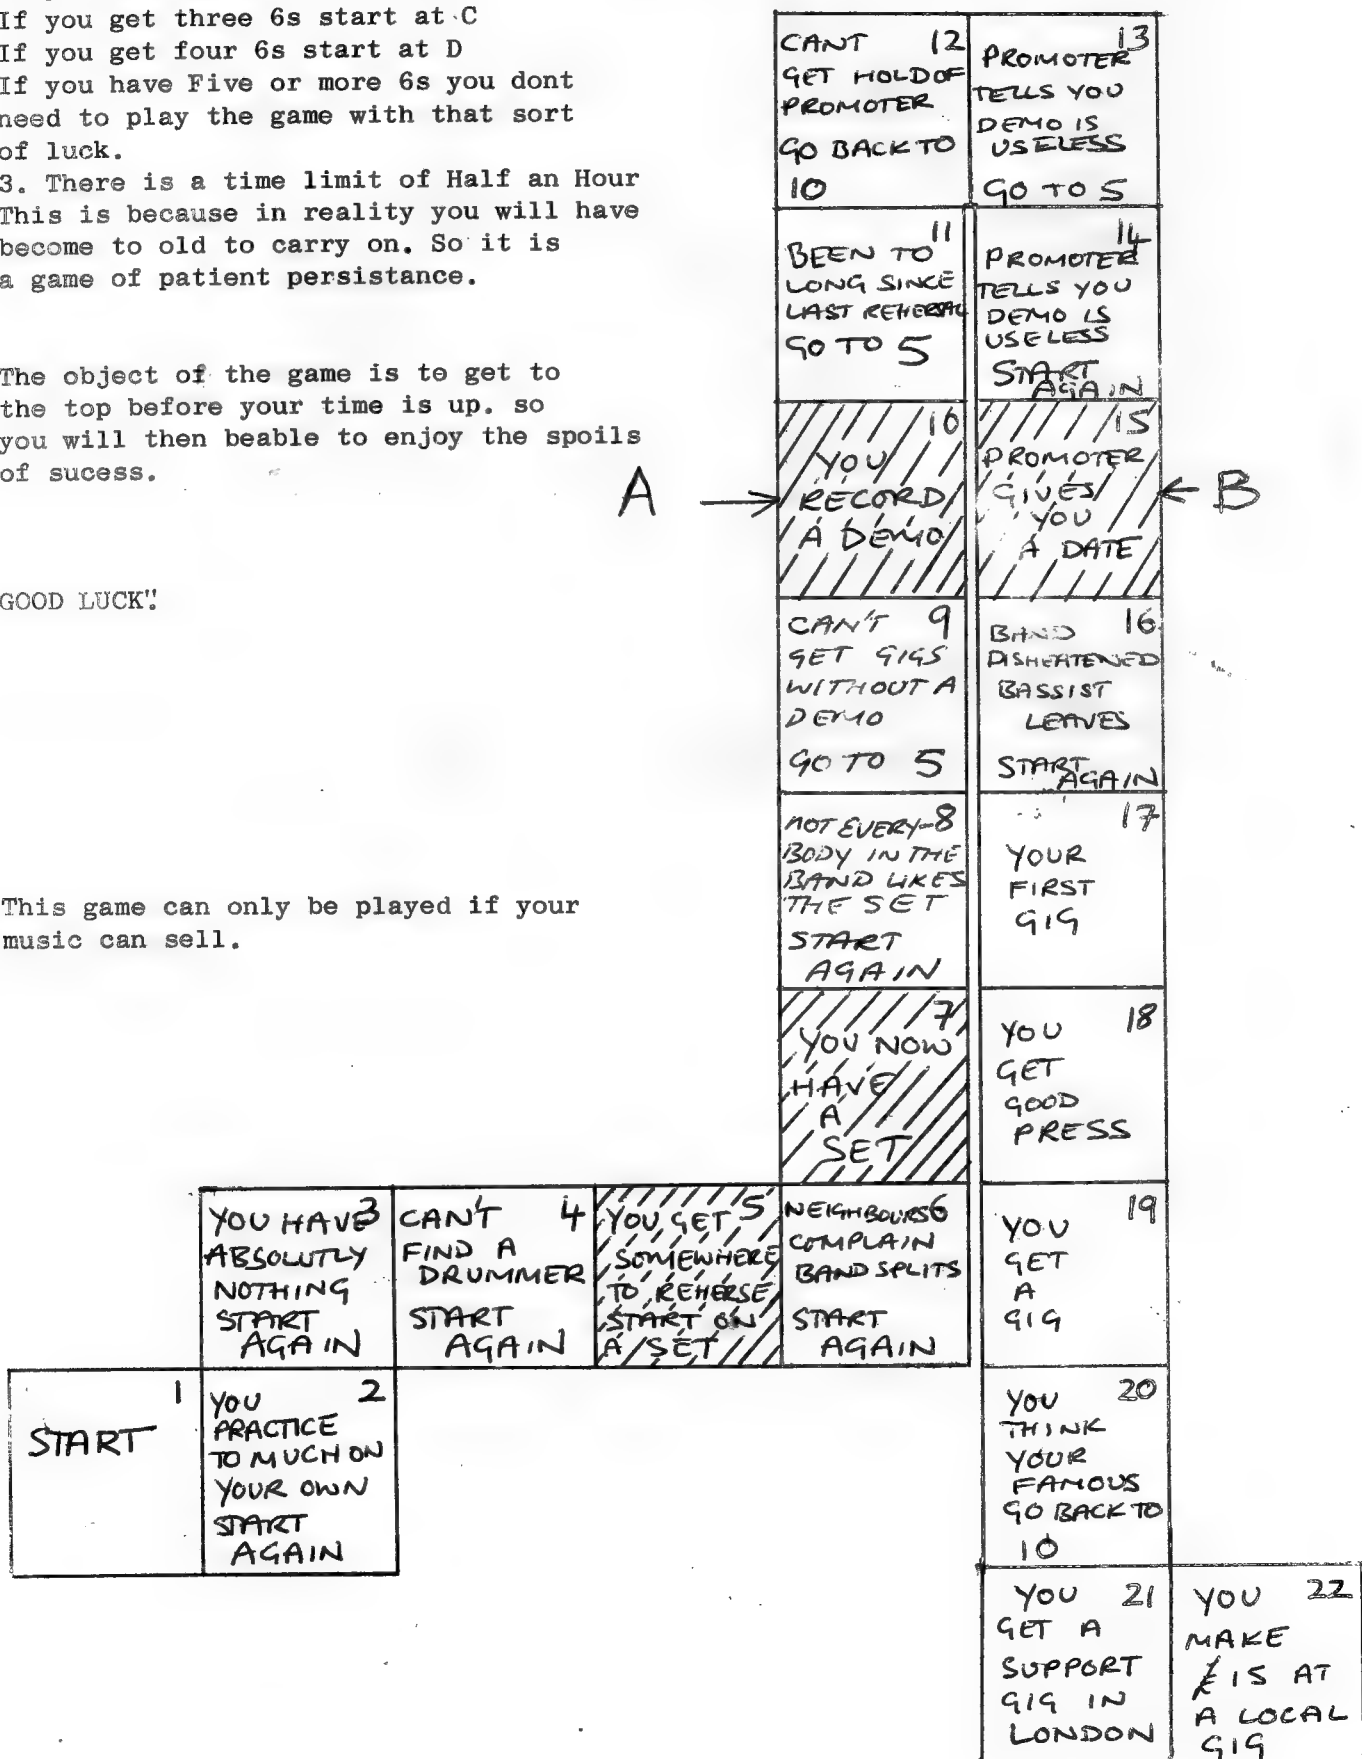 If you get three 6s start at C
If you get four 6s start at D
If you have Five or more 6s you dont
need to play the game with that sort
of luck.
3. There is a time limit of Half an Hour
This is because in reality you will have
become to old to carry on. So it is
a game of patient persistance.
The object of the game is to get to
the top before your time is up. so
you will then beable to enjoy the spoils
of sucess.
GOOD LUCK"
This game can only be played if your
music can sell.
12
CANT
GET HOLD OF
PROMOTER
GO BACK TO
10
13
PROMOTER
TELLS YOU
DEMO IS
USELESS
GO TO 5
11
BEEN TO
LONG SINCE
LAST REHERSAL
GO TO 5
14
PROMOTER
TELLS YOU
DEMO IS
USELESS
START
AGAIN
A
10
YOU
RECORD
A DEMO
15
PROMOTER
GIVES
YOU
A DATE
B
CAN'T 9
GET GIGS
WITHOUT A
DEMO
GO TO 5
BAND 16
DISHEATENED
BASSIST
LEAVES
START
AGAIN
NOT EVERY- 8
BODY IN THE
BAND LIKES
THE SET
START
AGAIN
17
YOUR
FIRST
GIG
7
YOU NOW
HAVE
A
SET
YOU 18
GET
GOOD
PRESS
YOU HAVE 3
ABSOLUTLY
NOTHING
START
AGAIN
CAN'T 4
FIND A
DRUMMER
START
AGAIN
YOU GET 5
SOMEWHERE
TO REHERSE
START ON
A SET
NEIGHBOURS 6
COMPLAIN
BAND SPLITS
START
AGAIN
YOU 19
GET
A
GIG
1
START
YOU 2
PRACTICE
TO MUCH ON
YOUR OWN
START
AGAIN
YOU 20
THINK
YOUR
FAMOUS
GO BACK TO
10
YOU 21
GET A
SUPPORT
GIG IN
LONDON
YOU 22
MAKE
£15 AT
A LOCAL
GIG